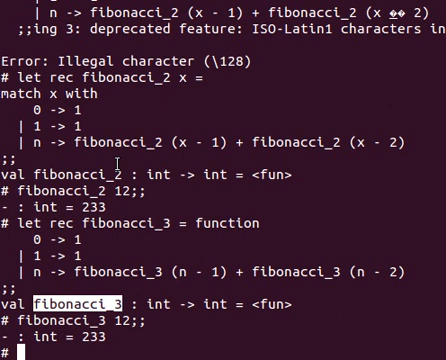 | n -> fibonacci_2 (x - 1) + fibonacci_2 (x �� 2)
;;ing 3: deprecated feature: ISO-Latin1 characters in
Error: Illegal character (\128)
# let rec fibonacci_2 x =
match x with
0 -> 1
| 1 -> 1
| n -> fibonacci_2 (x - 1) + fibonacci_2 (x - 2)
;;
val fibonacci_2 : int -> int = <fun>
# fibonacci_2 12;;
- : int = 233
# let rec fibonacci_3 = function
0 -> 1
| 1 -> 1
| n -> fibonacci_3 (n - 1) + fibonacci_3 (n - 2)
;;
val fibonacci_3 : int -> int = <fun>
# fibonacci_3 12;;
- : int = 233
#